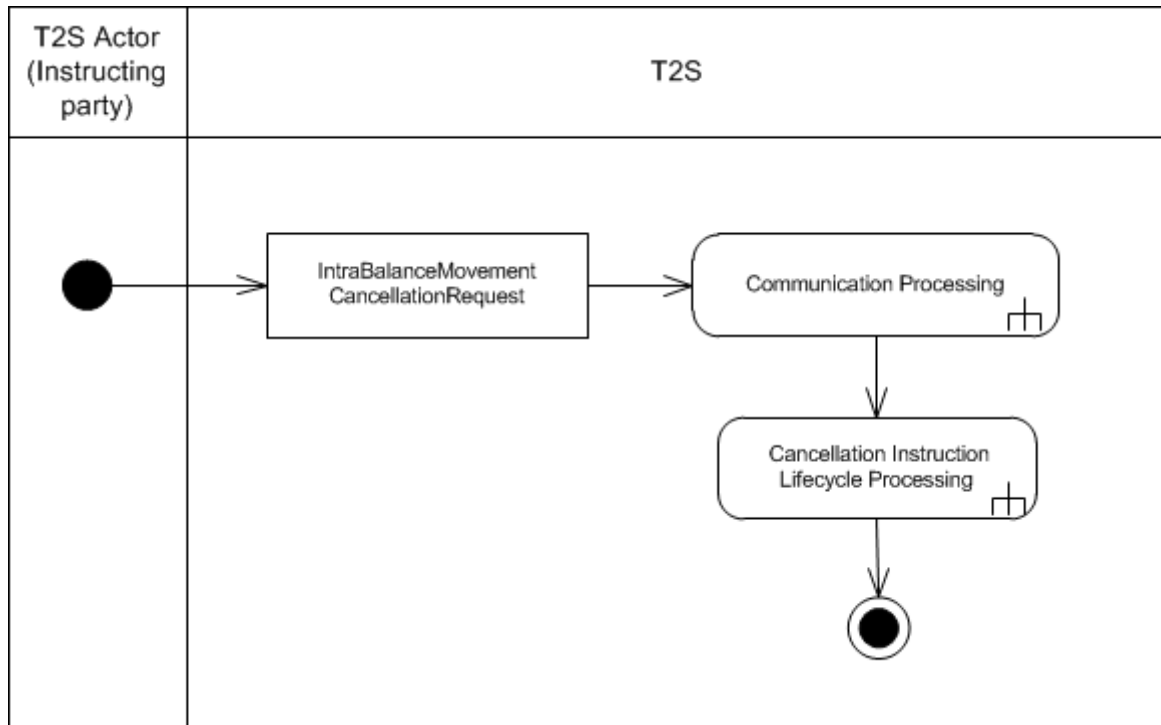 T2S Actor
(Instructing
party)
T2S
IntraBalanceMovement
CancellationRequest
Communication Processing
Cancellation Instruction
Lifecycle Processing